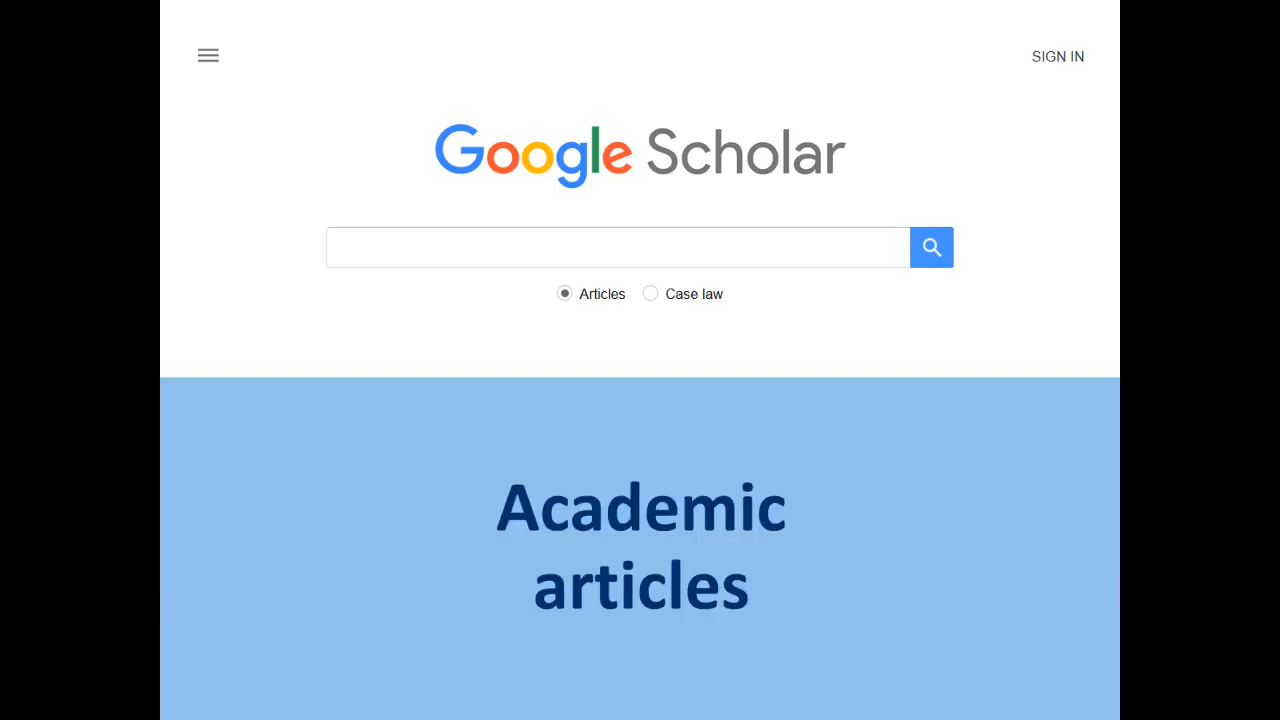 SIGN IN
Google Scholar
Articles
Case law
Academic
articles